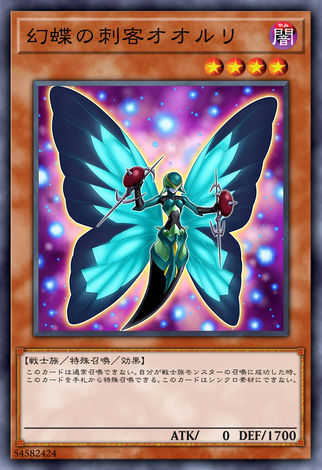 幻蝶の刺客オオルリ
やみ
闇
【戦士族／特殊召喚／効果】
このカードは通常召喚できない。自分が戦士族モンスターの召喚に成功した時、
このカードを手札から特殊召喚できる。このカードはシンクロ素材にできない。
ATK/ 0 DEF/1700
54582424